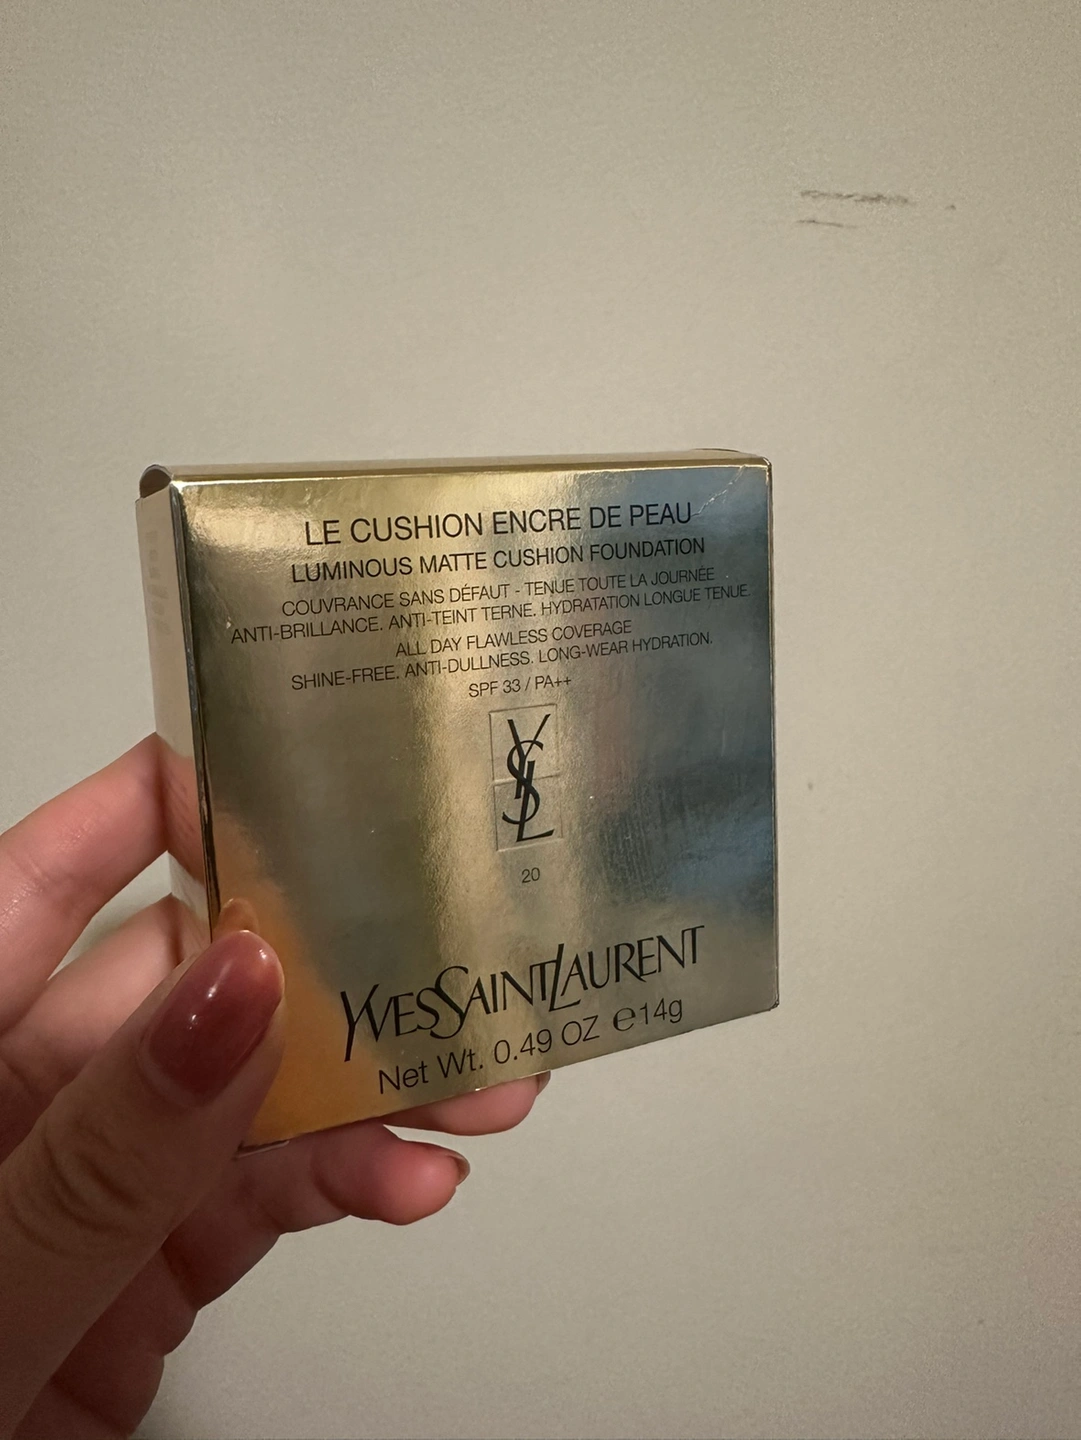 LE CUSHION ENCRE DE PEAU
LUMINOUS MATTE CUSHION FOUNDATION
COUVRANCE SANS DÉFAUT - TENUE TOUTE LA JOURNÉE
ANTI-BRILLANCE. ANTI-TEINT TERNE. HYDRATATION LONGUE TENUE.
ALL DAY FLAWLESS COVERAGE
SHINE-FREE. ANTI-DULLNESS. LONG-WEAR HYDRATION.
SPF 33 / PA++
YSL
20
YVESSAINTLAURENT
Net Wt. 0.49 OZ ℮14g